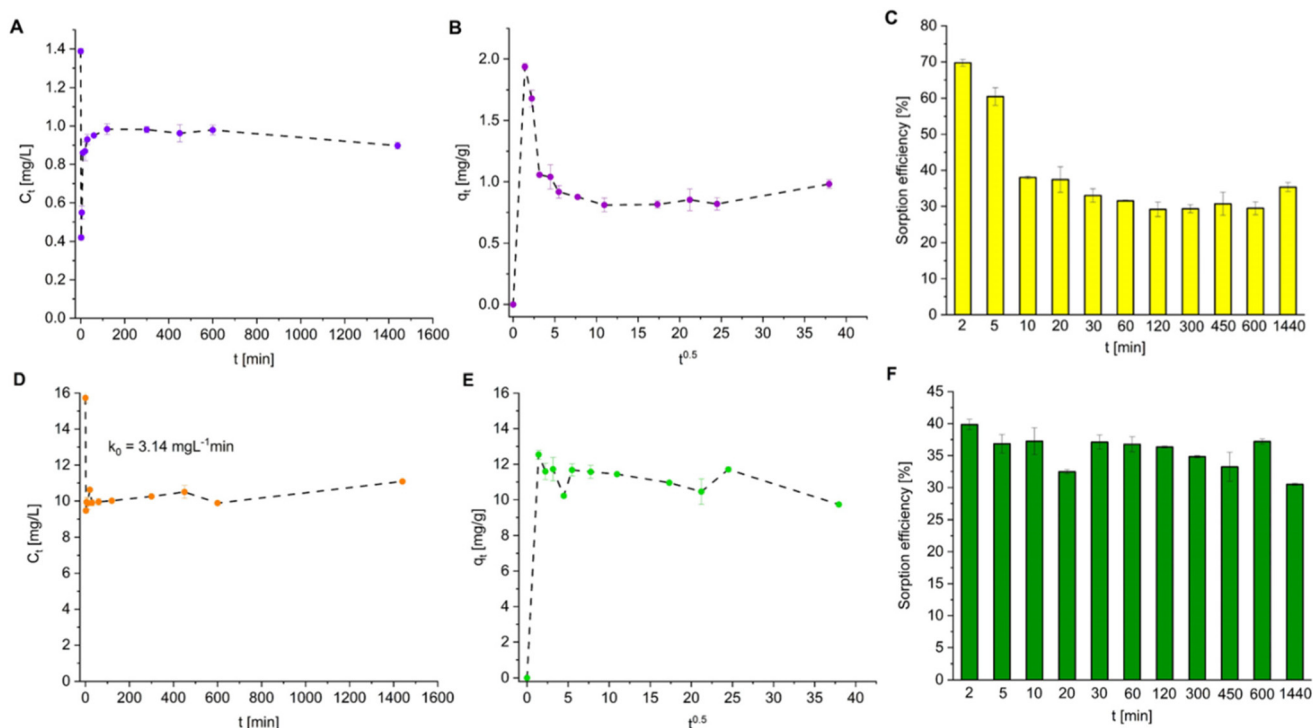 A
C_t [mg/L]
1.4
1.2
1.0
0.8
0.6
0.4
0.2
0.0
0 200 400 600 800 1000 1200 1400 1600
t [min]
B
q_t [mg/g]
2.0
1.5
1.0
0.5
0.0
0 5 10 15 20 25 30 35 40
t^0.5
C
Sorption efficiency [%]
80
70
60
50
40
30
20
10
0
2 5 10 20 30 60 120 300 450 600 1440
t [min]
D
C_t [mg/L]
16
14
12
10
8
6
4
2
0
k_0 = 3.14 mgL^-1min
0 200 400 600 800 1000 1200 1400 1600
t [min]
E
q_t [mg/g]
16
14
12
10
8
6
4
2
0
0 5 10 15 20 25 30 35 40
t^0.5
F
Sorption efficiency [%]
45
40
35
30
25
20
15
10
5
0
2 5 10 20 30 60 120 300 450 600 1440
t [min]